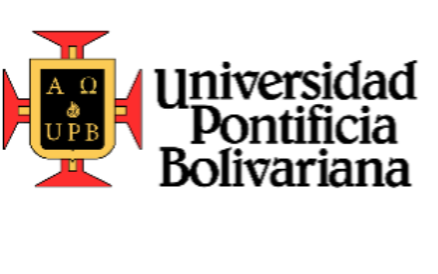 Α Ω
UPB
Universidad
Pontificia
Bolivariana